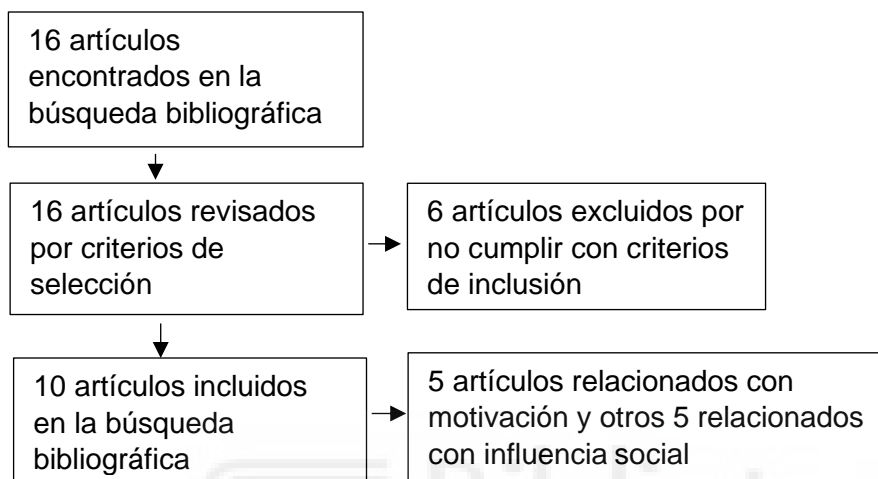 16 artículos
encontrados en la
búsqueda bibliográfica
16 artículos revisados
por criterios de
selección
6 artículos excluidos por
no cumplir con criterios
de inclusión
10 artículos incluidos
en la búsqueda
bibliográfica
5 artículos relacionados con
motivación y otros 5 relacionados
con influencia social